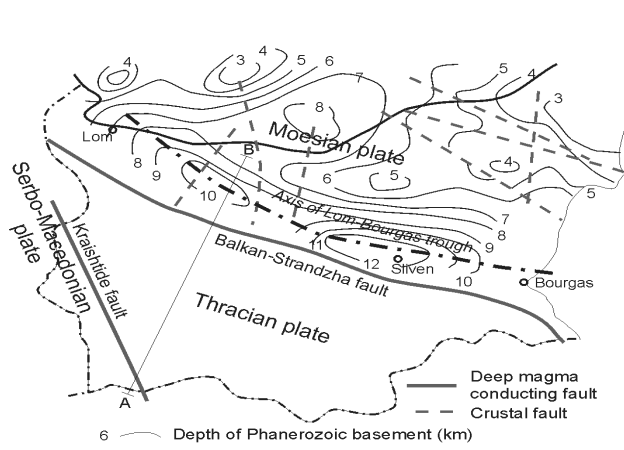 4
3
4
5
6
7
5
4
3
8
Moesian plate
Lom
B
8
9
10
6
5
4
5
7
8
9
10
11
12
Axis of Lom-Bourgas trough
Sliven
Bourgas
Balkan-Strandzha fault
Serbo-Macedonian
plate
Kraishtide fault
Thracian plate
A
Deep magma
conducting fault
Crustal fault
6 Depth of Phanerozoic basement (km)